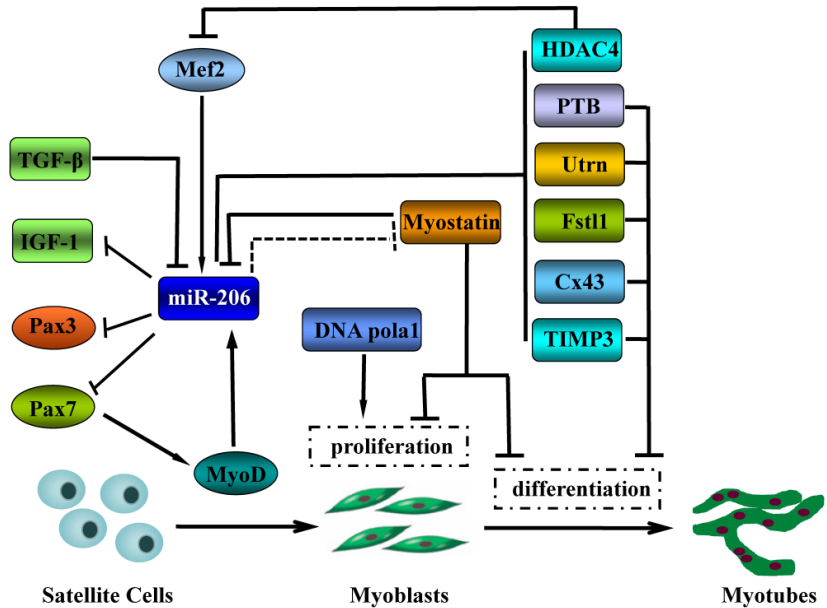 HDAC4
Mef2
PTB
TGF-β
Utrn
Myostatin
Fstl1
IGF-1
miR-206
Cx43
Pax3
DNA pola1
TIMP3
Pax7
proliferation
MyoD
differentiation
Satellite Cells
Myoblasts
Myotubes